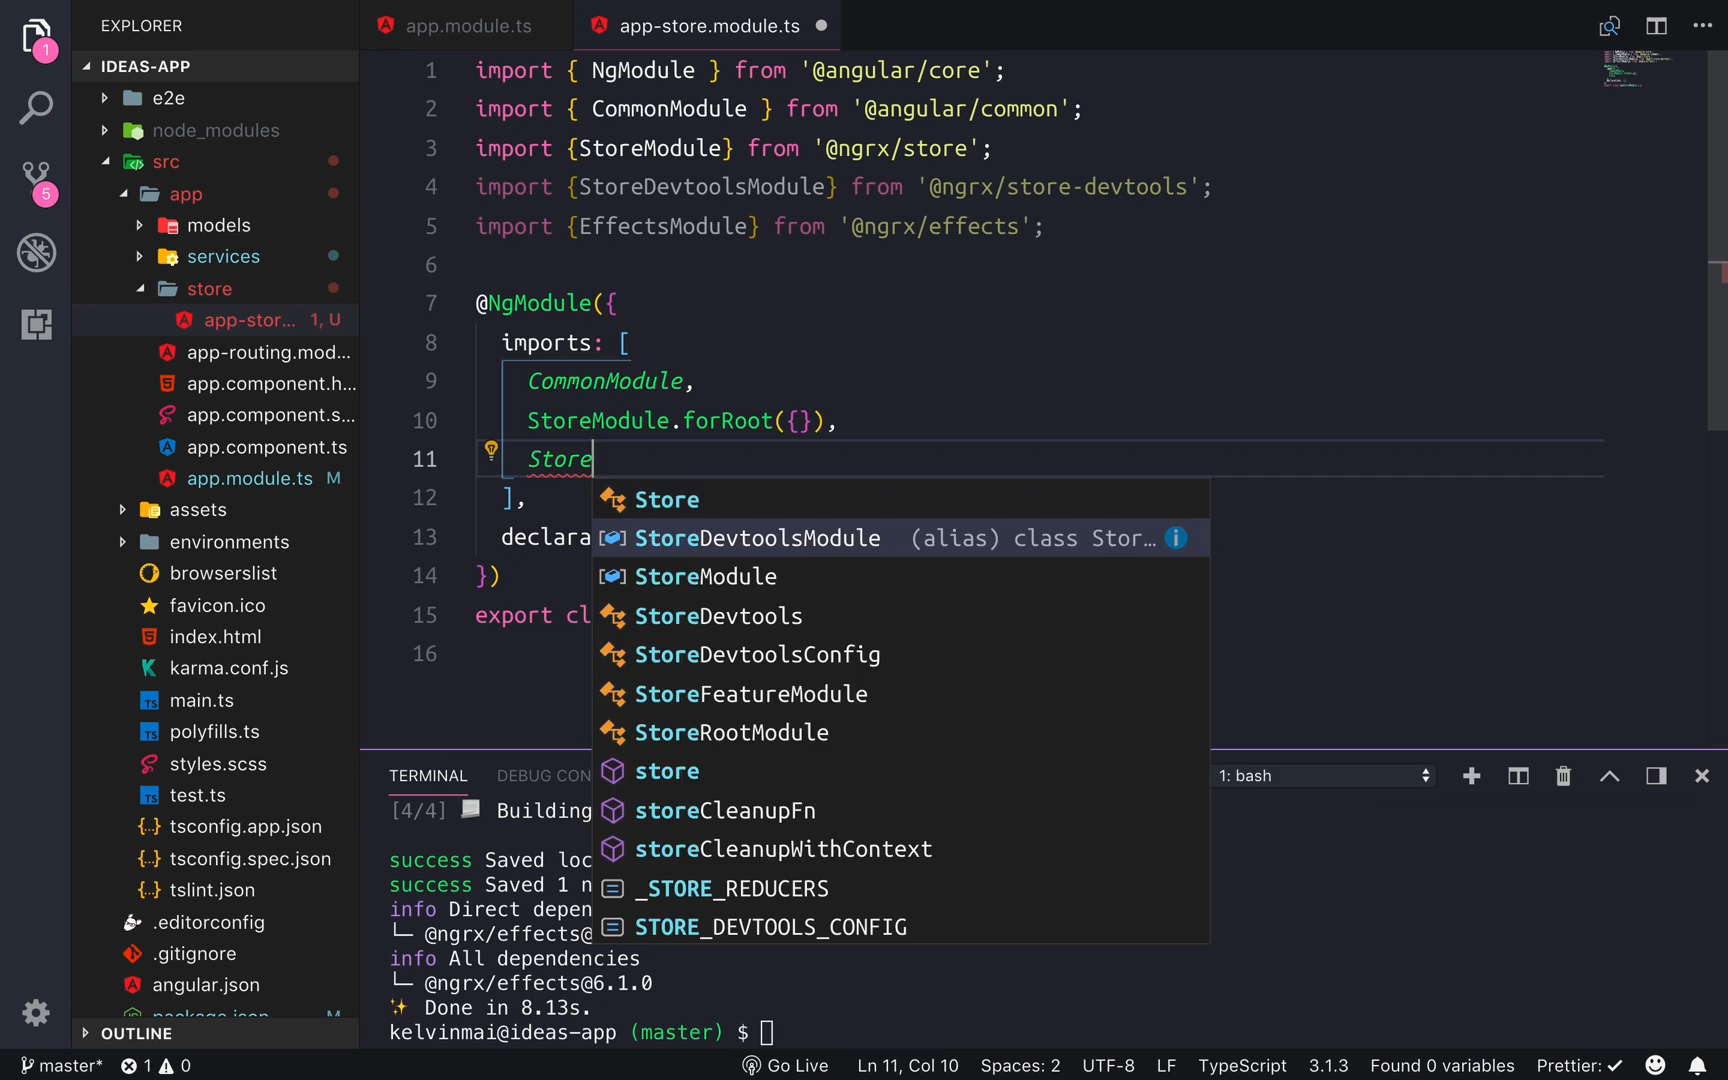 EXPLORER
IDEAS-APP
e2e
node_modules
src
app
models
services
store
app-stor... 1, U
app-routing.mod...
app.component.h...
app.component.s...
app.component.ts
app.module.ts M
assets
environments
browserslist
favicon.ico
index.html
karma.conf.js
main.ts
polyfills.ts
styles.scss
test.ts
tsconfig.app.json
tsconfig.spec.json
tslint.json
.editorconfig
.gitignore
angular.json
package.json M
OUTLINE
1
5
app.module.ts
app-store.module.ts
1 import { NgModule } from '@angular/core';
2 import { CommonModule } from '@angular/common';
3 import {StoreModule} from '@ngrx/store';
4 import {StoreDevtoolsModule} from '@ngrx/store-devtools';
5 import {EffectsModule} from '@ngrx/effects';
6
7 @NgModule({
8 imports: [
9 CommonModule,
10 StoreModule.forRoot({}),
11 Store
12 ],
13 declara
14 })
15 export cl
16
Store
StoreDevtoolsModule (alias) class Stor...
StoreModule
StoreDevtools
StoreDevtoolsConfig
StoreFeatureModule
StoreRootModule
store
storeCleanupFn
storeCleanupWithContext
_STORE_REDUCERS
STORE_DEVTOOLS_CONFIG
TERMINAL DEBUG CON 1: bash
[4/4] Building
success Saved loc
success Saved 1 n
info Direct depen
└─ @ngrx/effects@
info All dependencies
└─ @ngrx/effects@6.1.0
Done in 8.13s.
kelvinmai@ideas-app (master) $
master* 1 0 Go Live Ln 11, Col 10 Spaces: 2 UTF-8 LF TypeScript 3.1.3 Found 0 variables Prettier: ✓